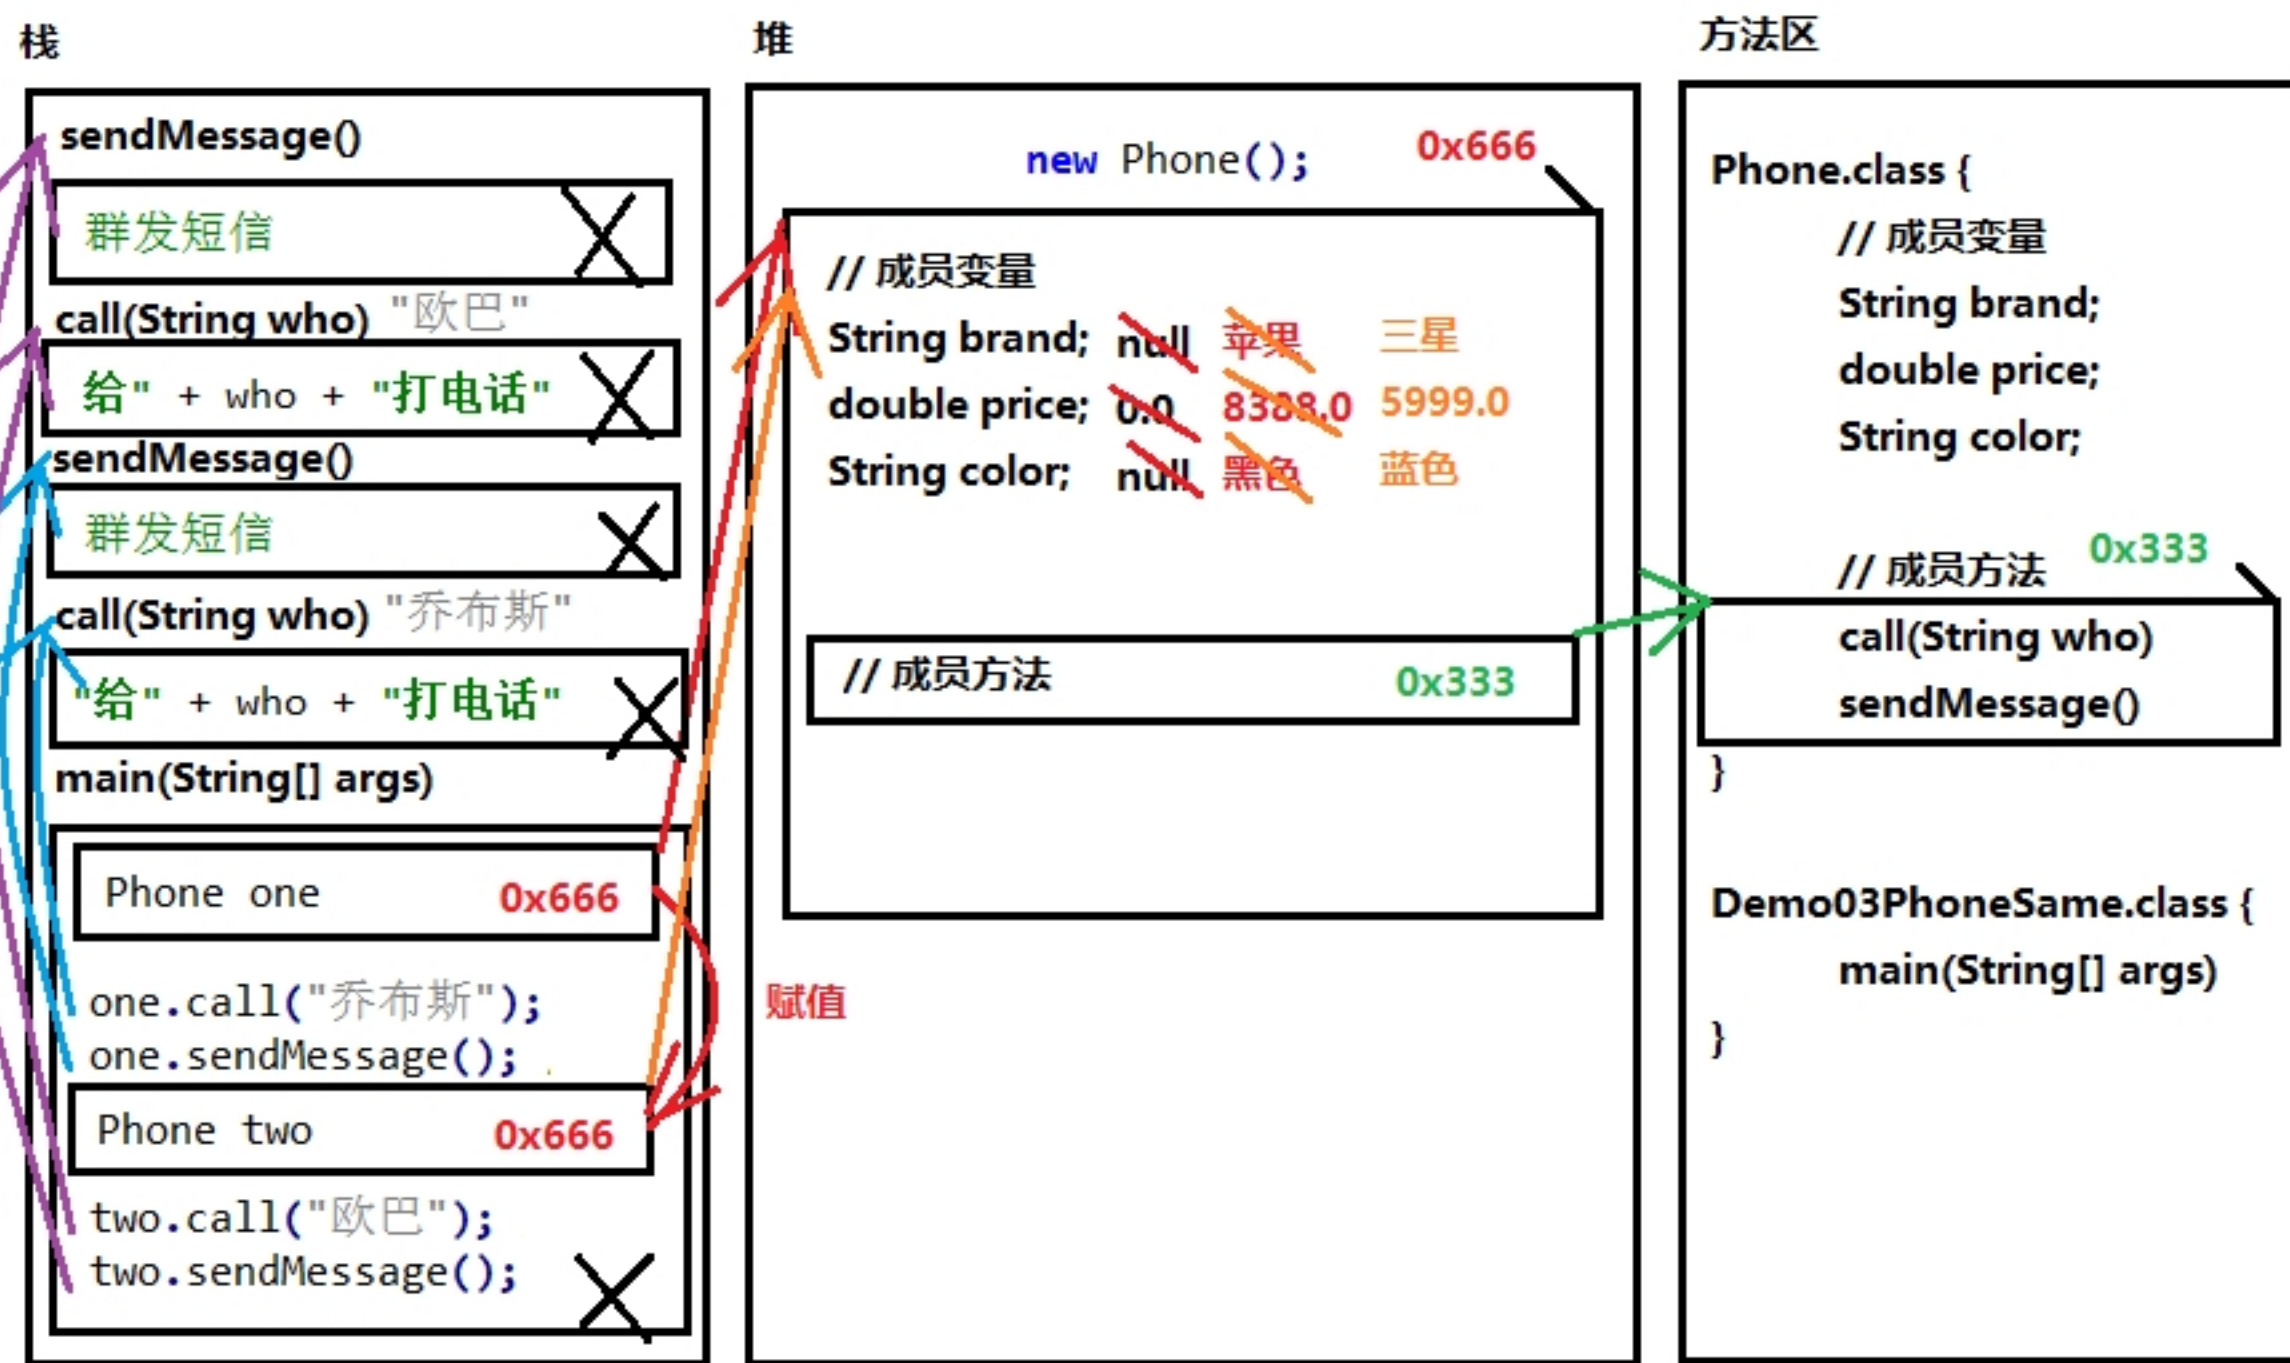 栈
sendMessage()
群发短信
call(String who) "欧巴"
给" + who + "打电话"
sendMessage()
群发短信
call(String who) "乔布斯"
"给" + who + "打电话"
main(String[] args)
Phone one 0x666
one.call("乔布斯");
one.sendMessage();
Phone two 0x666
two.call("欧巴");
two.sendMessage();
堆
new Phone(); 0x666
// 成员变量
String brand; null 苹果 三星
double price; 0.0 8388.0 5999.0
String color; null 黑色 蓝色
// 成员方法 0x333
赋值
方法区
Phone.class {
// 成员变量
String brand;
double price;
String color;
// 成员方法 0x333
call(String who)
sendMessage()
}
Demo03PhoneSame.class {
main(String[] args)
}